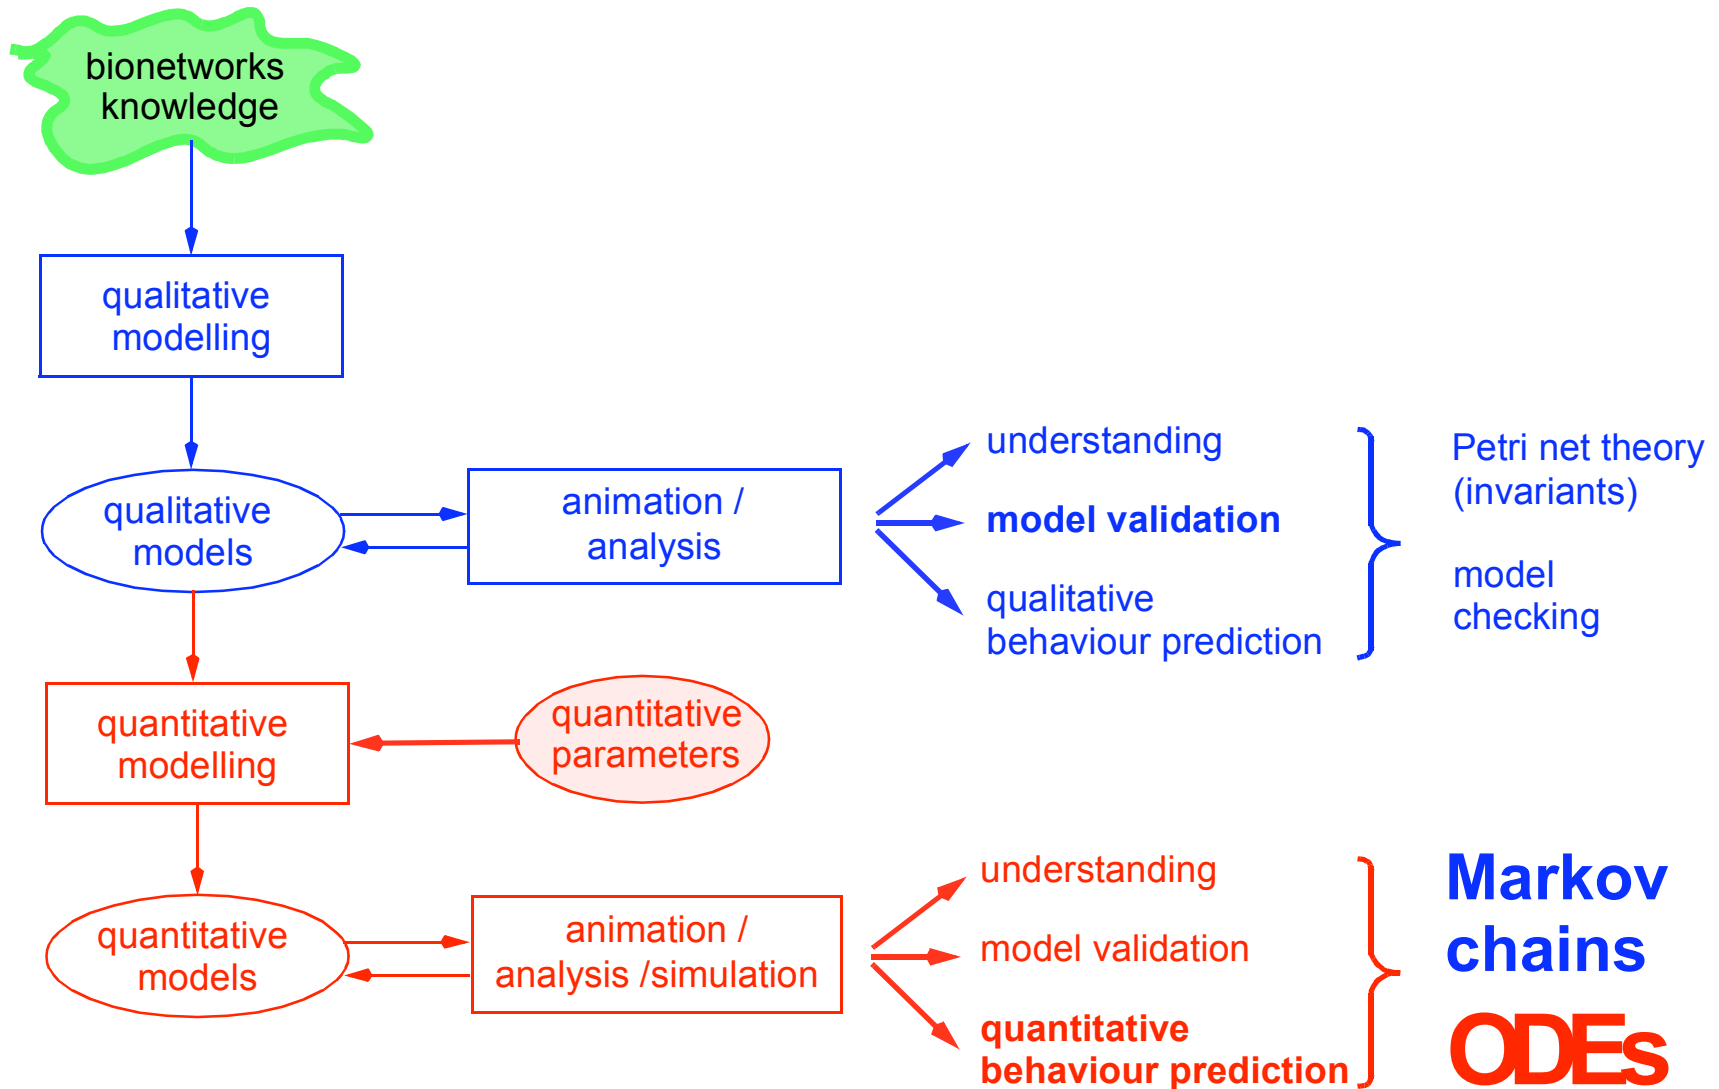 bionetworks
knowledge
qualitative
modelling
qualitative
models
animation /
analysis
understanding
model validation
qualitative
behaviour prediction
Petri net theory
(invariants)
model
checking
quantitative
modelling
quantitative
parameters
quantitative
models
animation /
analysis /simulation
understanding
model validation
quantitative
behaviour prediction
Markov
chains
ODEs